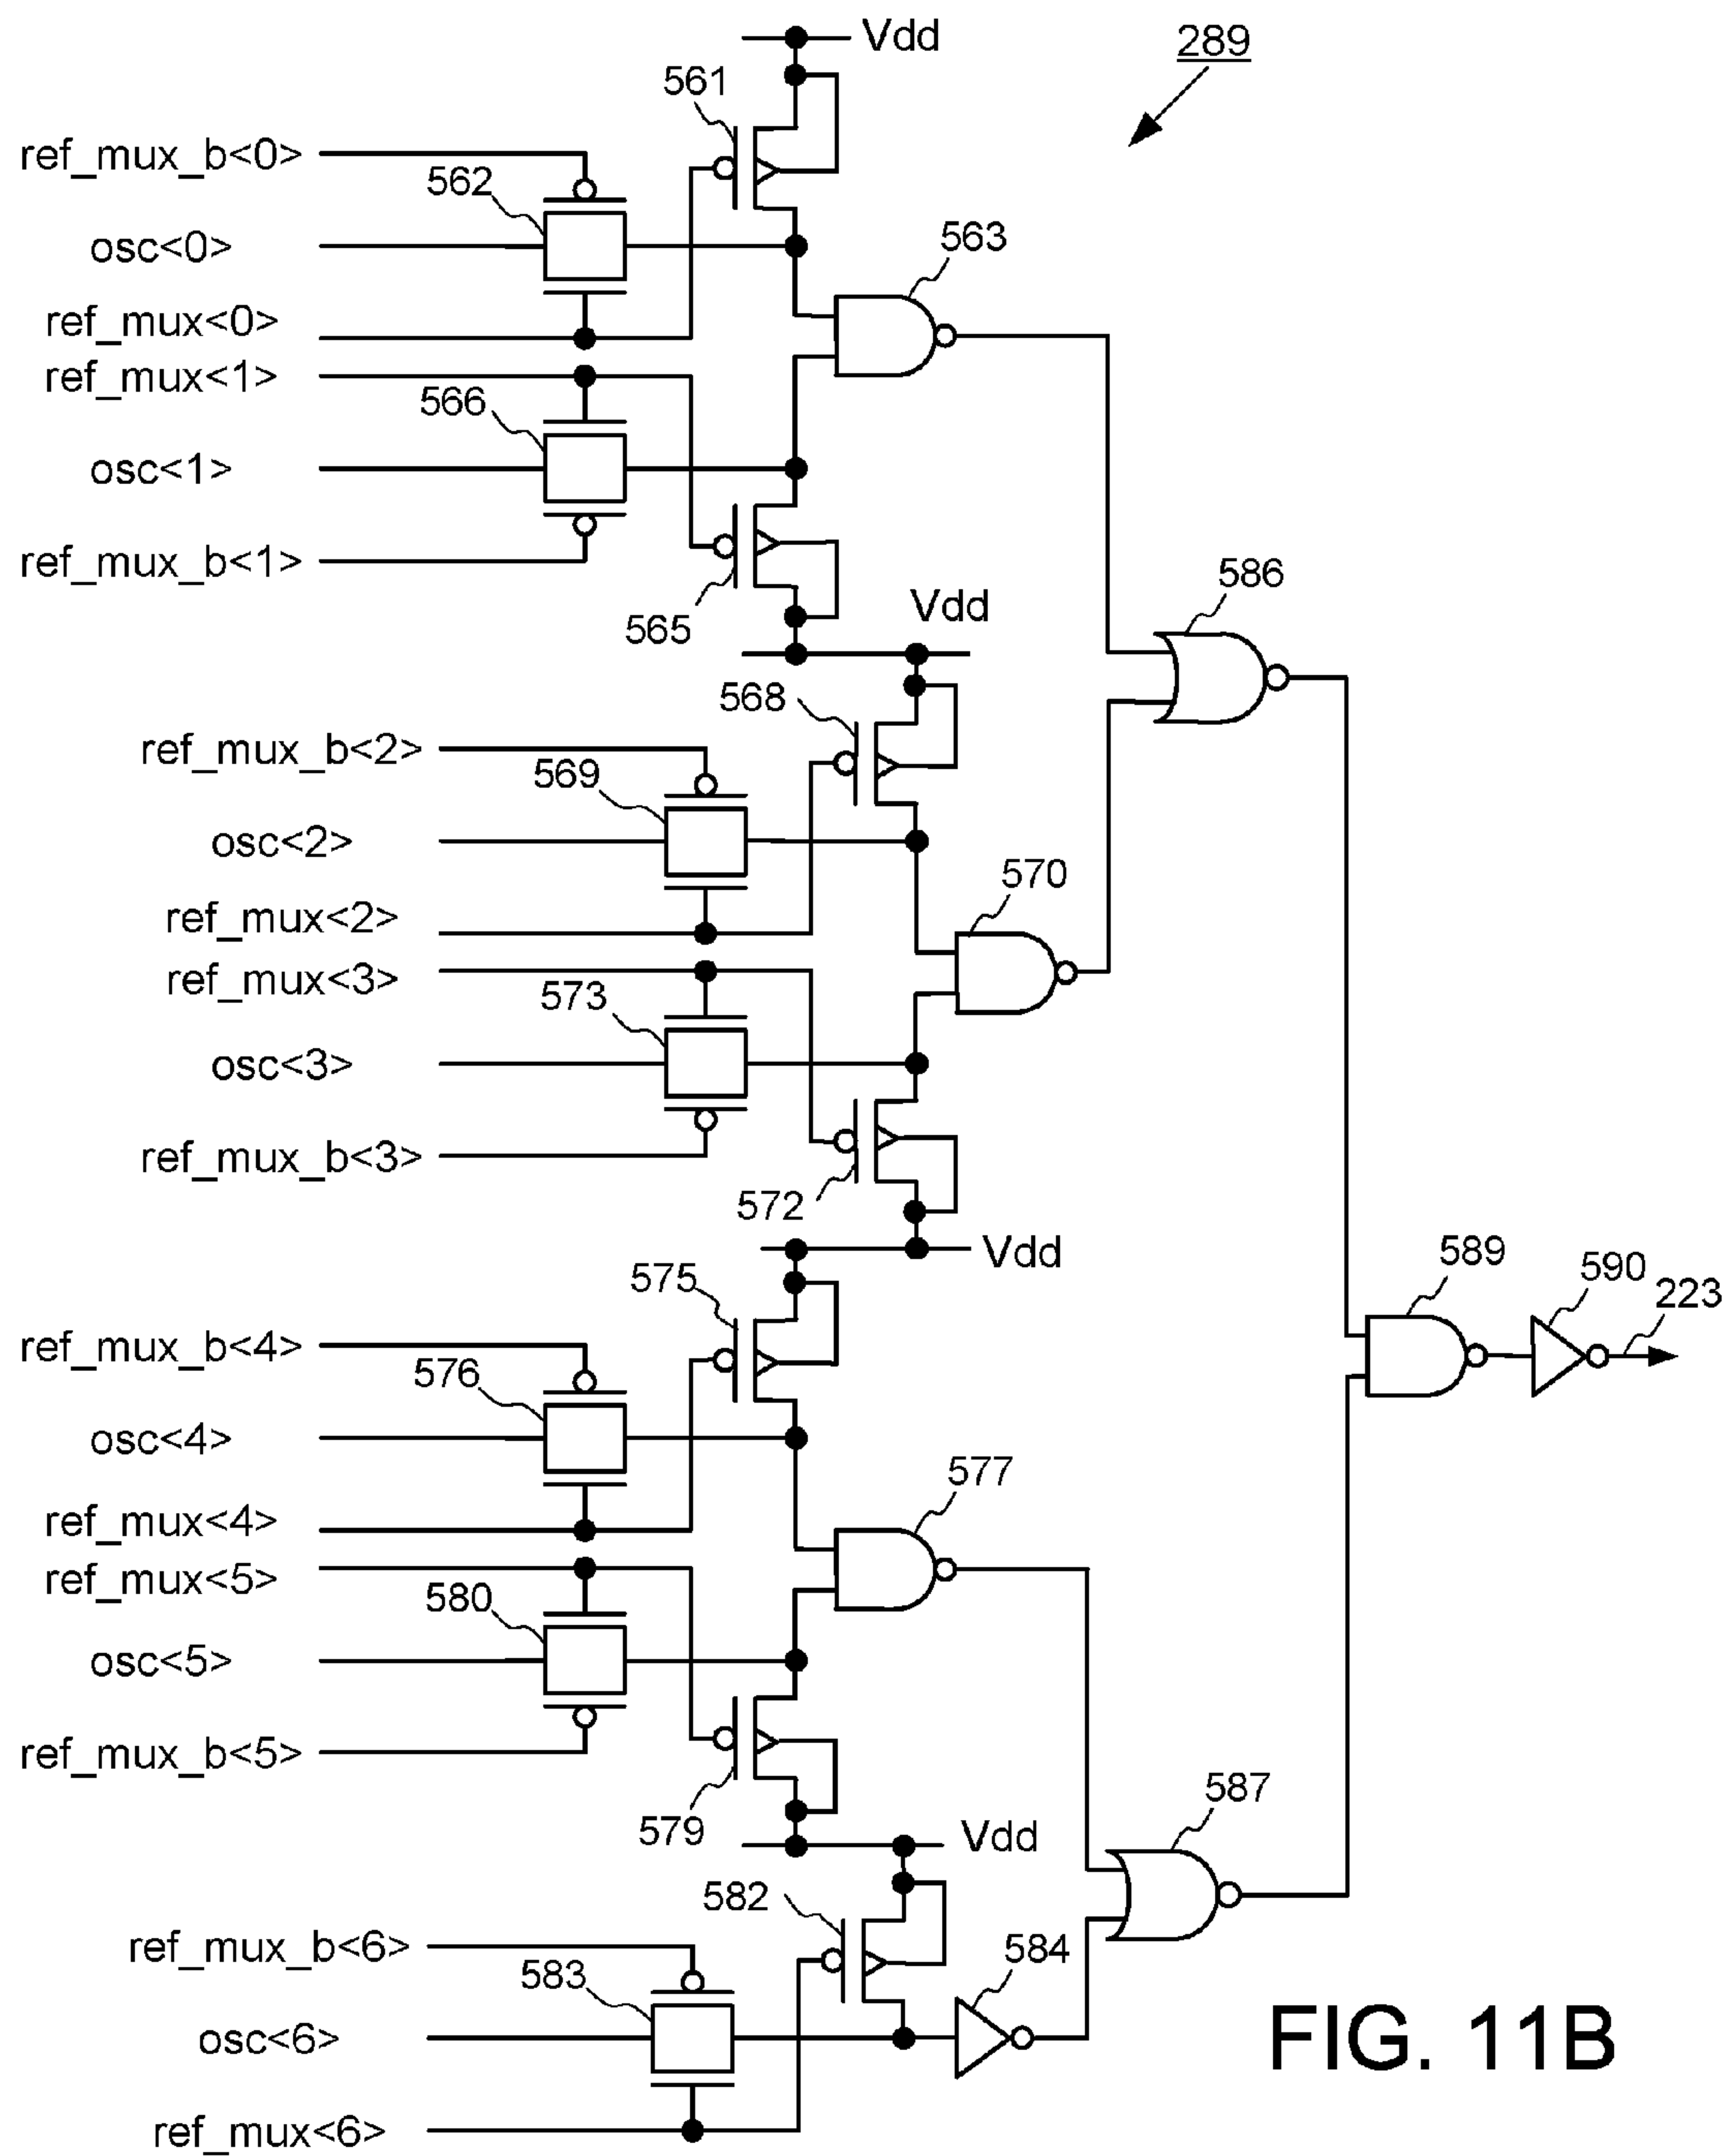 Vdd
289
561
ref_mux_b<0>
562
osc<0>
563
ref_mux<0>
ref_mux<1>
566
osc<1>
ref_mux_b<1>
565
Vdd
586
568
ref_mux_b<2>
569
osc<2>
570
ref_mux<2>
ref_mux<3>
573
osc<3>
ref_mux_b<3>
572
Vdd
575
589
590
223
ref_mux_b<4>
576
osc<4>
577
ref_mux<4>
ref_mux<5>
580
osc<5>
ref_mux_b<5>
579
587
Vdd
582
584
ref_mux_b<6>
583
osc<6>
ref_mux<6>
FIG. 11B